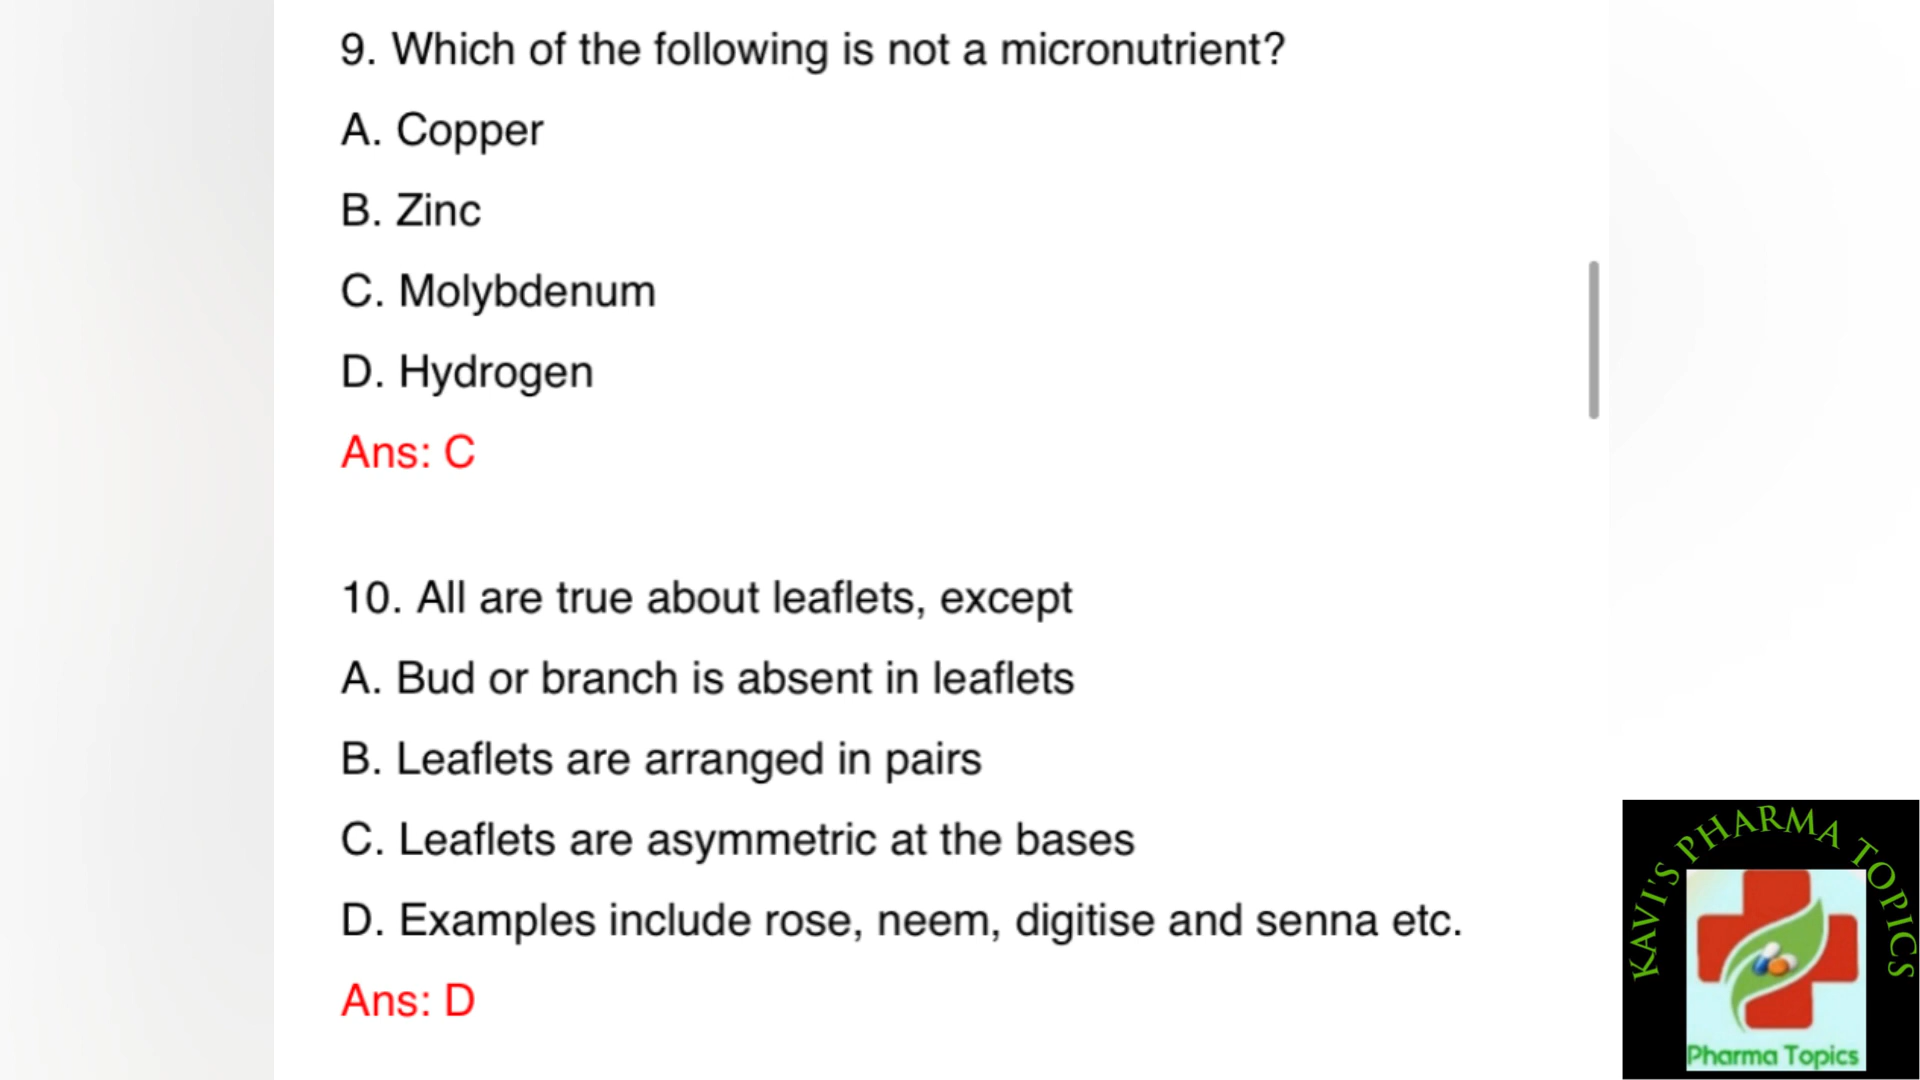 9. Which of the following is not a micronutrient?
A. Copper
B. Zinc
C. Molybdenum
D. Hydrogen
Ans: C
10. All are true about leaflets, except
A. Bud or branch is absent in leaflets
B. Leaflets are arranged in pairs
C. Leaflets are asymmetric at the bases
D. Examples include rose, neem, digitise and senna etc.
Ans: D
KAVI'S PHARMA TOPICS
Pharma Topics